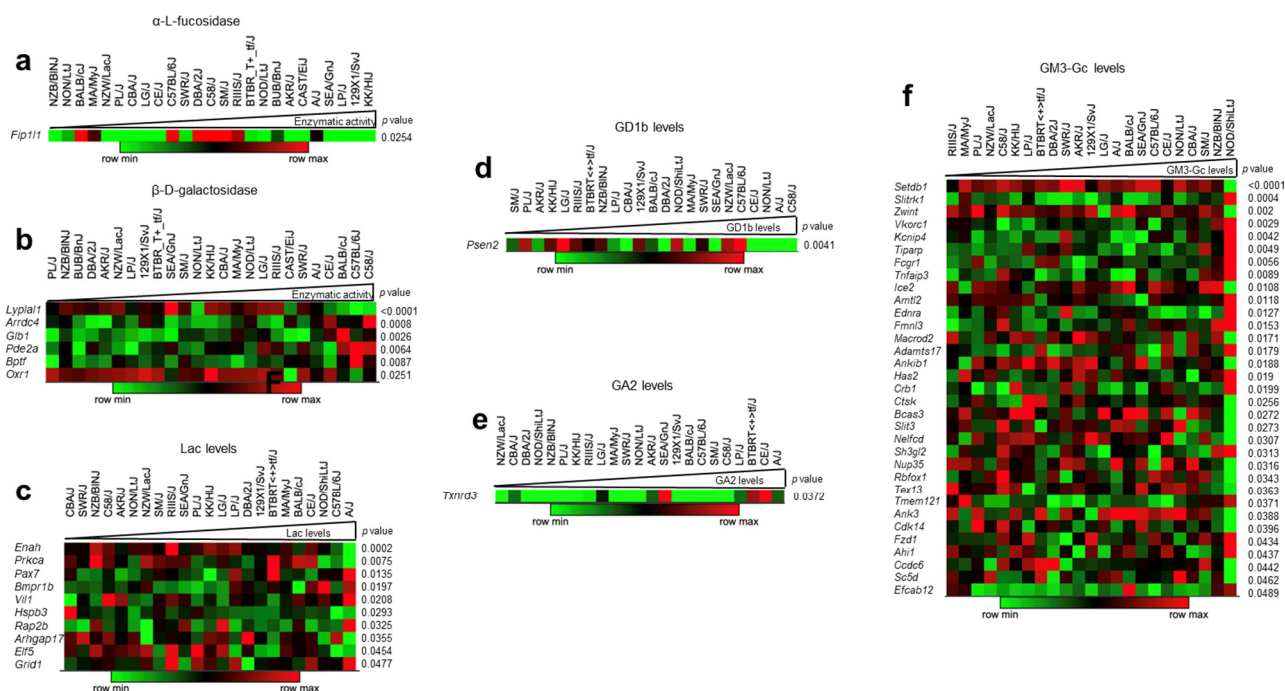 a
α-L-fucosidase
NZB/BINJ
NON/LtJ
BALB/cJ
MA/MyJ
NZW/LacJ
PL/J
CBA/J
LG/J
CE/J
C57BL/6J
SWR/J
DBA/2J
C58/J
SM/J
RIIIS/J
BTBR_T+_tf/J
NOD/LtJ
BUB/BnJ
AKR/J
CAST/EiJ
A/J
SEA/GnJ
LP/J
129X1/SvJ
KK/HIJ
Enzymatic activity
p value
Fip1l1 0.0254
row min row max
b
β-D-galactosidase
PL/J
NZB/BINJ
BUB/BnJ
DBA/2J
AKR/J
NZW/LacJ
LP/J
129X1/SvJ
BTBR_T+_tf/J
SEA/GnJ
SM/J
NON/LtJ
KK/HIJ
CBA/J
MA/MyJ
NOD/LtJ
LG/J
RIIIS/J
CAST/EiJ
SWR/J
A/J
CE/J
BALB/cJ
C57BL/6J
C58/J
Enzymatic activity
p value
Lyplal1 <0.0001
Arrdc4 0.0008
Glb1 0.0026
Pde2a 0.0064
Bptf 0.0087
Oxr1 0.0251
F
row min row max
c
Lac levels
CBA/J
SWR/J
NZB/BINJ
C58/J
AKR/J
NON/LtJ
NZW/LacJ
SM/J
RIIIS/J
SEA/GnJ
PL/J
KK/HIJ
LG/J
LP/J
DBA/2J
129X1/SvJ
BTBRT<+>tf/J
MA/MyJ
BALB/cJ
CE/J
NOD/ShiLtJ
C57BL/6J
A/J
Lac levels
p value
Enah 0.0002
Prkca 0.0075
Pax7 0.0135
Bmpr1b 0.0197
Vil1 0.0208
Hspb3 0.0293
Rap2b 0.0325
Arhgap17 0.0355
Elf5 0.0454
Grid1 0.0477
row min row max
d
GD1b levels
SM/J
PL/J
AKR/J
KK/HIJ
LG/J
RIIIS/J
BTBRT<+>tf/J
NZB/BINJ
LP/J
CBA/J
129X1/SvJ
BALB/cJ
DBA/2J
NOD/ShiLtJ
MA/MyJ
SWR/J
SEA/GnJ
NZW/LacJ
C57BL/6J
CE/J
NON/LtJ
A/J
C58/J
GD1b levels
p value
Psen2 0.0041
row min row max
e
GA2 levels
NZW/LacJ
CBA/J
DBA/2J
NOD/ShiLtJ
NZB/BINJ
PL/J
KK/HIJ
RIIIS/J
LG/J
MA/MyJ
SWR/J
NON/LtJ
AKR/J
SEA/GnJ
129X1/SvJ
BALB/cJ
C57BL/6J
SM/J
C58/J
LP/J
BTBRT<+>tf/J
CE/J
A/J
GA2 levels
p value
Txnrd3 0.0372
row min row max
f
GM3-Gc levels
RIIIS/J
MA/MyJ
PL/J
NZW/LacJ
C58/J
KK/HIJ
LP/J
BTBRT<+>tf/J
DBA/2J
SWR/J
AKR/J
129X1/SvJ
LG/J
A/J
BALB/cJ
SEA/GnJ
C57BL/6J
CE/J
NON/LtJ
CBA/J
SM/J
NZB/BINJ
NOD/ShiLtJ
GM3-Gc levels
p value
Setdb1 <0.0001
Slitrk1 0.0004
Zwint 0.002
Vkorc1 0.0029
Kcnip4 0.0042
Tiparp 0.0056
Fcgr1 0.0089
Tnfaip3 0.0108
Ice2 0.0118
Arntl2 0.0127
Ednra 0.0153
Fmnl3 0.0171
Macrod2 0.0179
Adamts17 0.0188
Ankib1 0.019
Has2 0.0199
Crb1 0.0256
Ctsk 0.0272
Bcas3 0.0273
Slit3 0.0307
Nelfcd 0.0313
Sh3gl2 0.0316
Nup35 0.0343
Rbfox1 0.0363
Tex13 0.0371
Tmem121 0.0388
Ank3 0.0396
Cdk14 0.0434
Fzd1 0.0437
Ahi1 0.0442
Ccdc6 0.0462
Sc5d 0.0489
Efcab12
row min row max